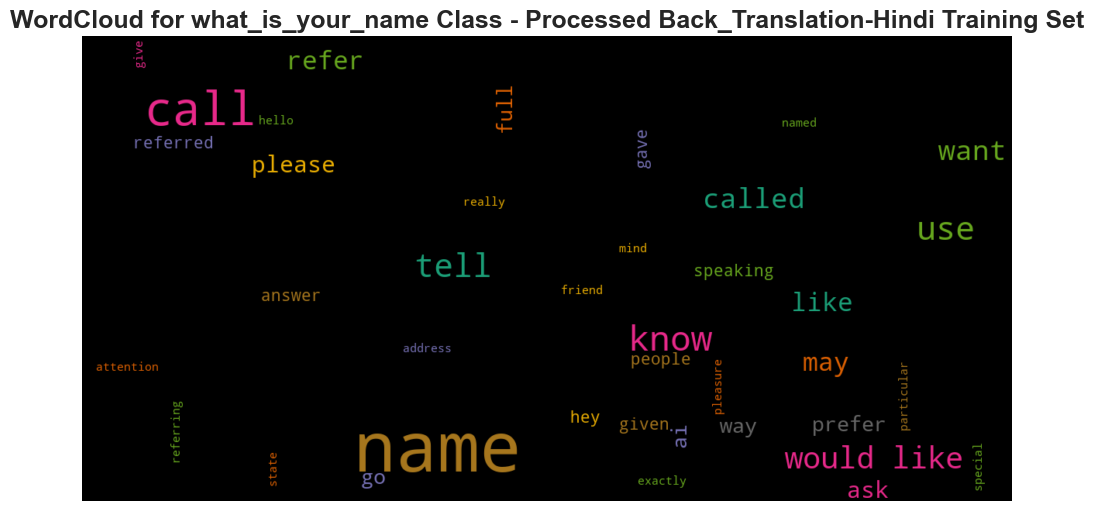 WordCloud for what_is_your_name Class - Processed Back_Translation-Hindi Training Set
give
refer
call
hello
full
named
referred
gave
want
please
really
called
use
mind
tell
speaking
friend
answer
like
know
address
people
attention
may
pleasure
particular
referring
hey
given
ai
way
prefer
name
would like
state
go
exactly
special
ask